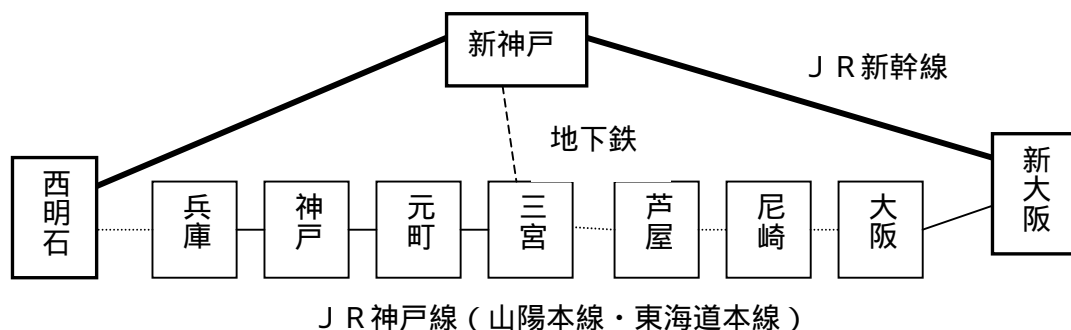 新神戸
ＪＲ新幹線
地下鉄
西明石
兵庫
神戸
元町
三宮
芦屋
尼崎
大阪
新大阪
ＪＲ神戸線（山陽本線・東海道本線）